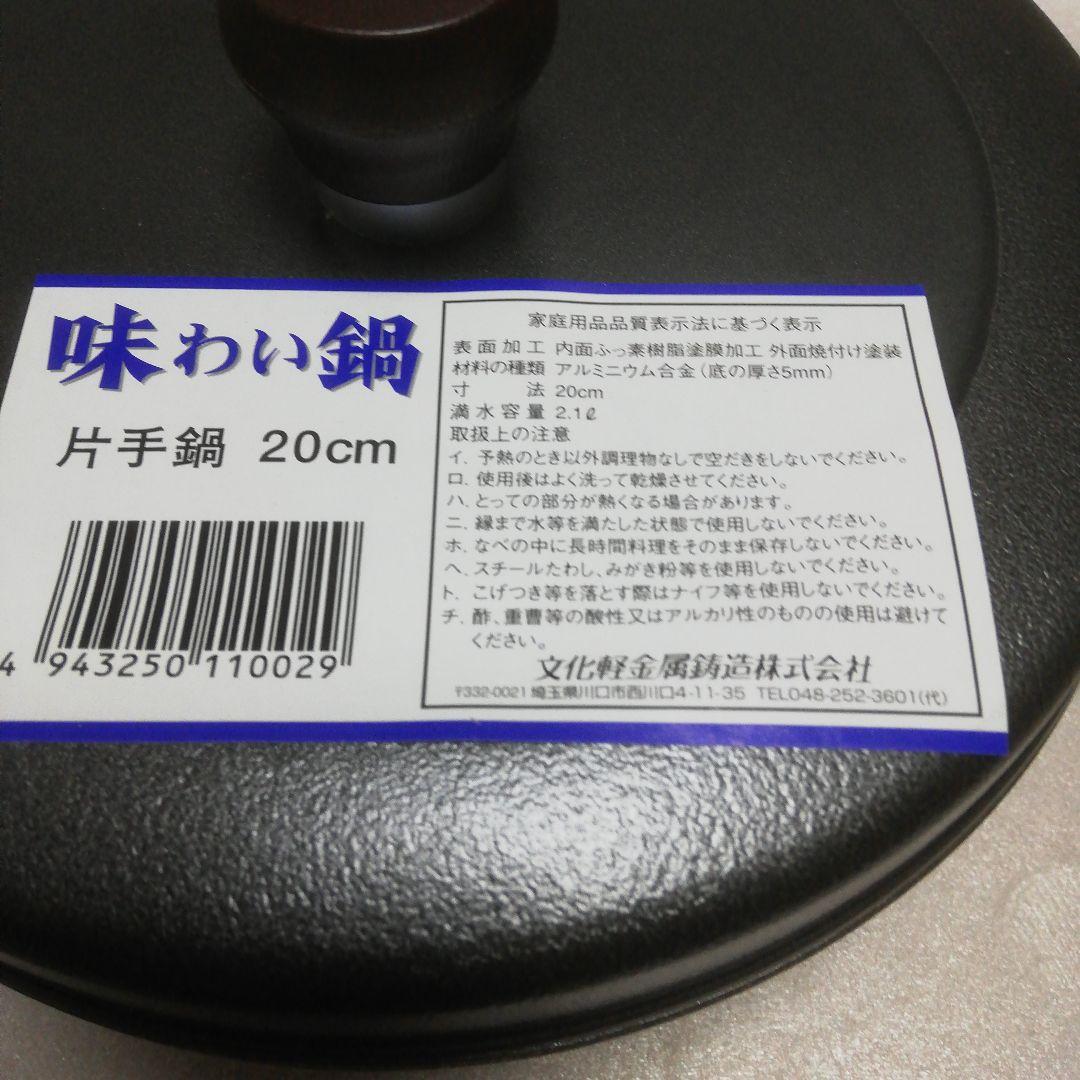 味わい鍋
片手鍋 20cm
4 943250 110029
家庭用品品質表示法に基づく表示
表面加工 内面ふっ素樹脂塗膜加工 外面焼付け塗装
材料の種類 アルミニウム合金(底の厚さ5mm)
寸法 20cm
満水容量 2.1ℓ
取扱上の注意
イ. 予熱のとき以外調理物なしで空だきをしないでください。
ロ. 使用後はよく洗って乾燥させてください。
ハ. とっての部分が熱くなる場合があります。
ニ. 縁まで水等を満たした状態で使用しないでください。
ホ. なべの中に長時間料理をそのまま保存しないでください。
ヘ. スチールたわし、みがき粉等を使用しないでください。
ト. こげつき等を落とす際はナイフ等を使用しないでください。
チ. 酢、重曹等の酸性又はアルカリ性のものの使用は避けて
ください。
文化軽金属鋳造株式会社
〒332-0021 埼玉県川口市西川口4-11-35 TEL048-252-3601(代)